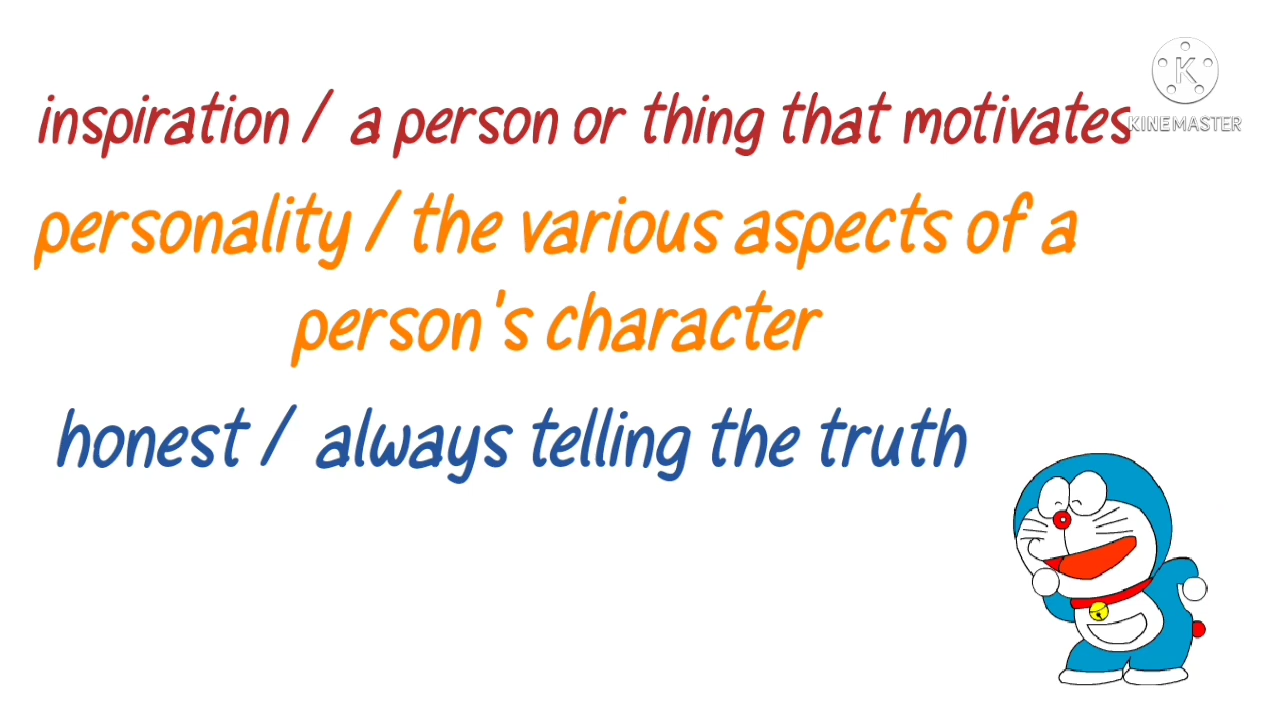 inspiration / a person or thing that motivates
KINEMASTER
personality / the various aspects of a
person's character
honest / always telling the truth